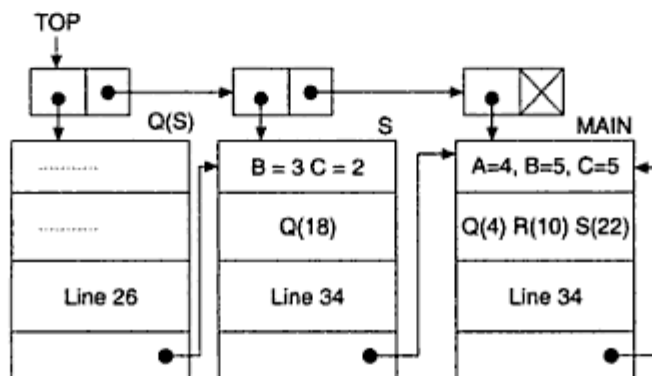 TOP
Q(S)
S
MAIN
B = 3 C = 2
A=4, B=5, C=5
Q(18)
Q(4) R(10) S(22)
Line 26
Line 34
Line 34